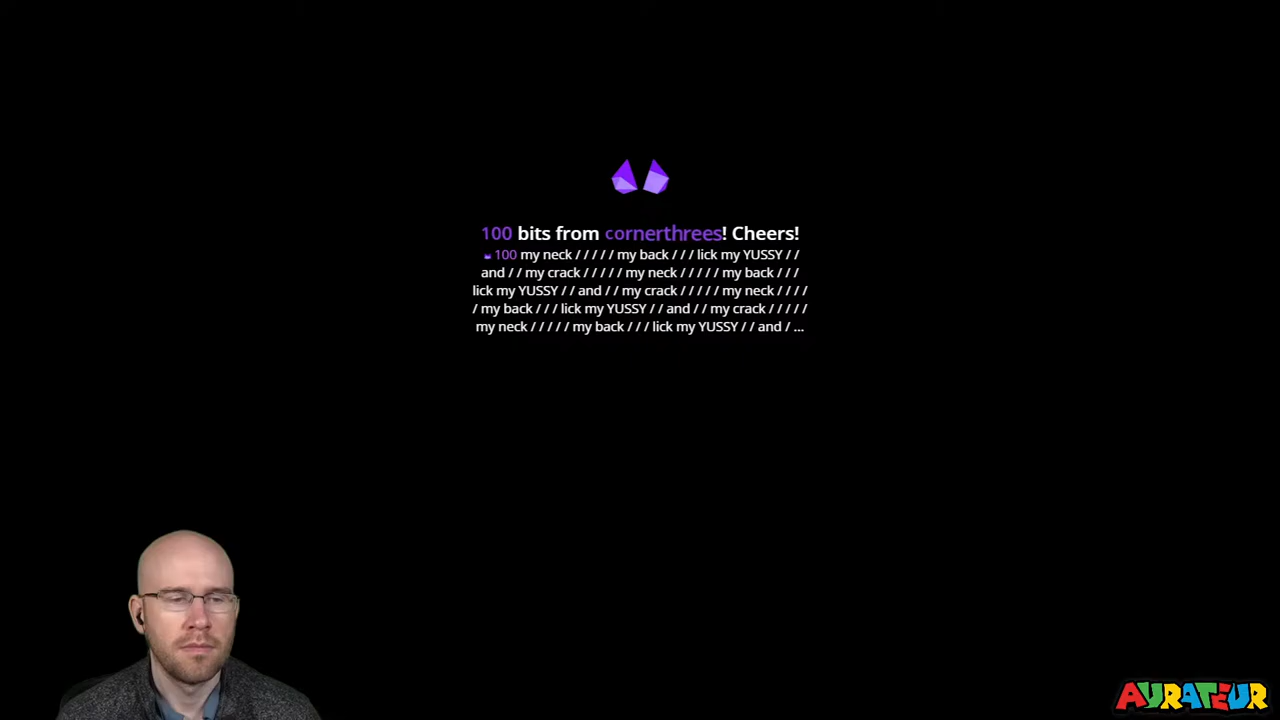 100 bits from cornerthrees! Cheers!
100 my neck / / / / / my back / / / lick my YUSSY / /
and / / my crack / / / / / my neck / / / / / my back / / /
lick my YUSSY / / and / / my crack / / / / / my neck / / / /
/ my back / / / lick my YUSSY / / and / / my crack / / / / /
my neck / / / / / my back / / / lick my YUSSY / / and / ...
AURATEUR